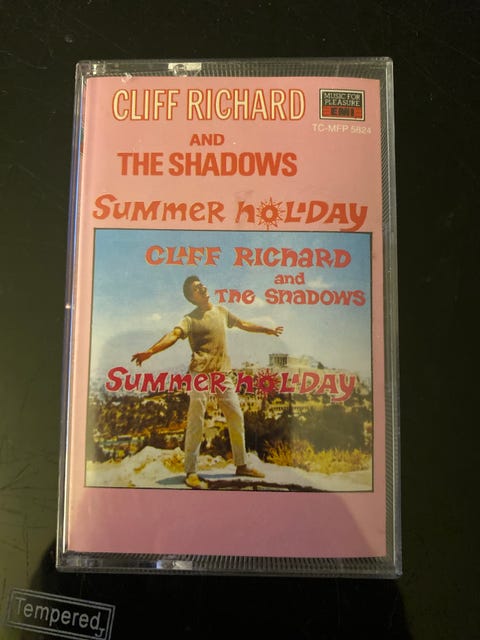 CLIFF RICHARD
MUSIC FOR
PLEASURE
EMI
TC-MFP 5824
AND
THE SHADOWS
SUMMER HOLIDAY
CLIFF RICHARD
and
THE SHADOWS
SUMMER HOLIDAY
Tempered